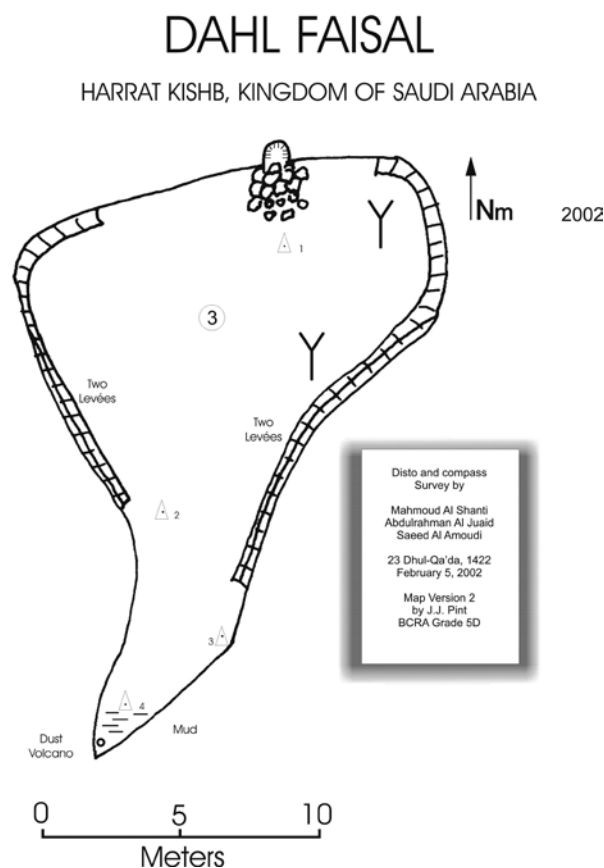 DAHL FAISAL
HARRAT KISHB, KINGDOM OF SAUDI ARABIA
Nm
2002
1
3
Two
Levées
Two
Levées
2
3
4
Mud
Dust
Volcano
Disto and compass
Survey by
Mahmoud Al Shanti
Abdulrahman Al Juaid
Saeed Al Amoudi
23 Dhul-Qa'da, 1422
February 5, 2002
Map Version 2
by J.J. Pint
BCRA Grade 5D
0 5 10
Meters